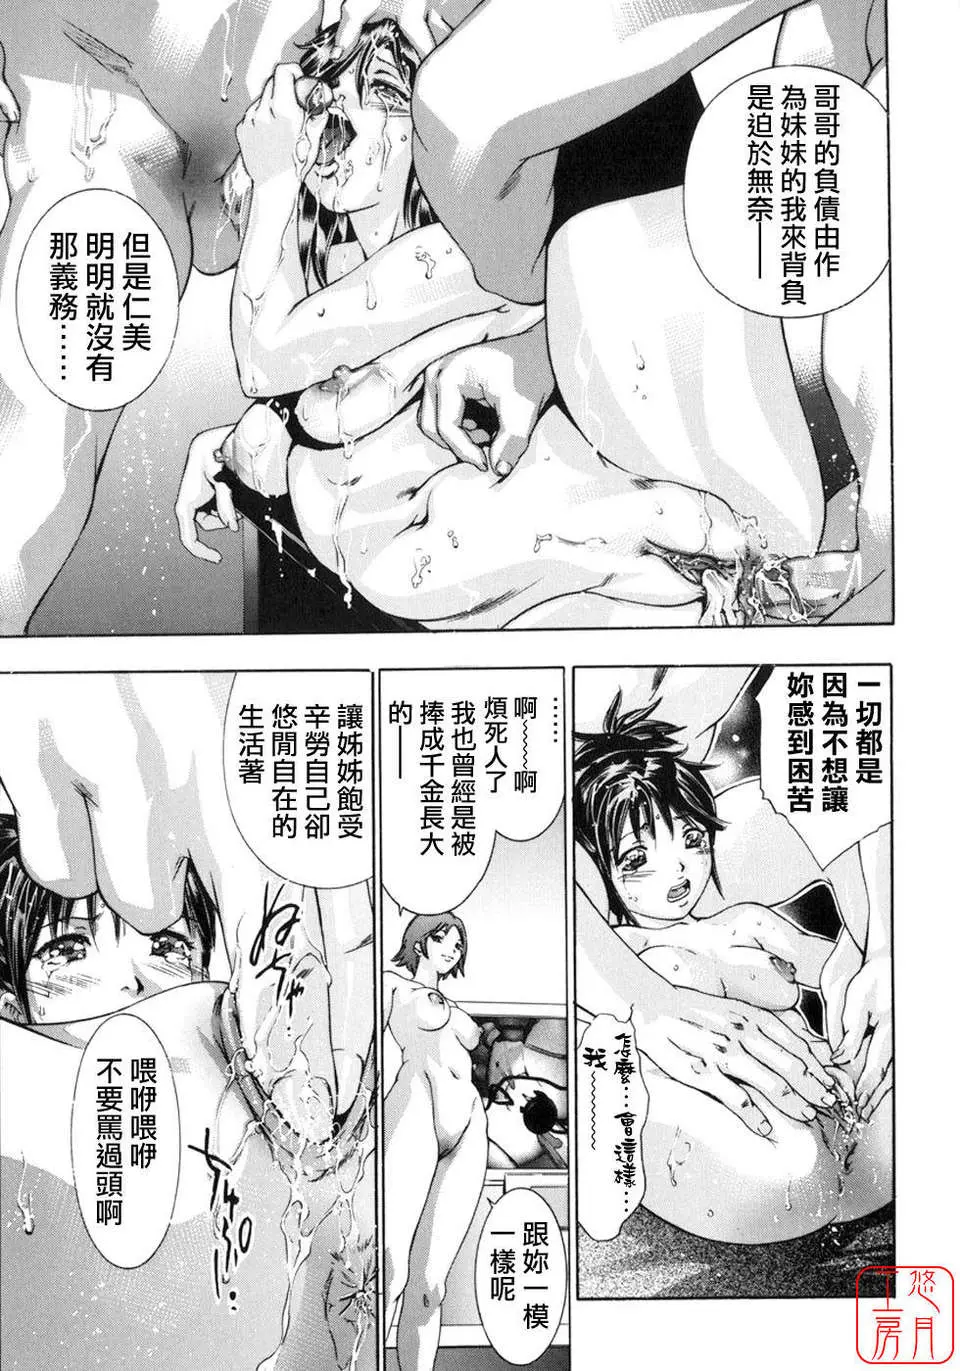 哥哥的負債由作
為妹妹的我來背負
是迫於無奈——
但是仁美
明明就沒有
那義務……
一切都是
因為不想讓
妳感到困苦
怎麼…會這樣…
我～～～…
……
啊～～～～啊
煩死人了
我也曾經是被
捧成千金長大
的——
跟妳一模
一樣呢
讓姊姊飽受
辛勞自己卻
悠閒自在的
生活著
喂咿喂咿
不要罵過頭啊
悠月
工房